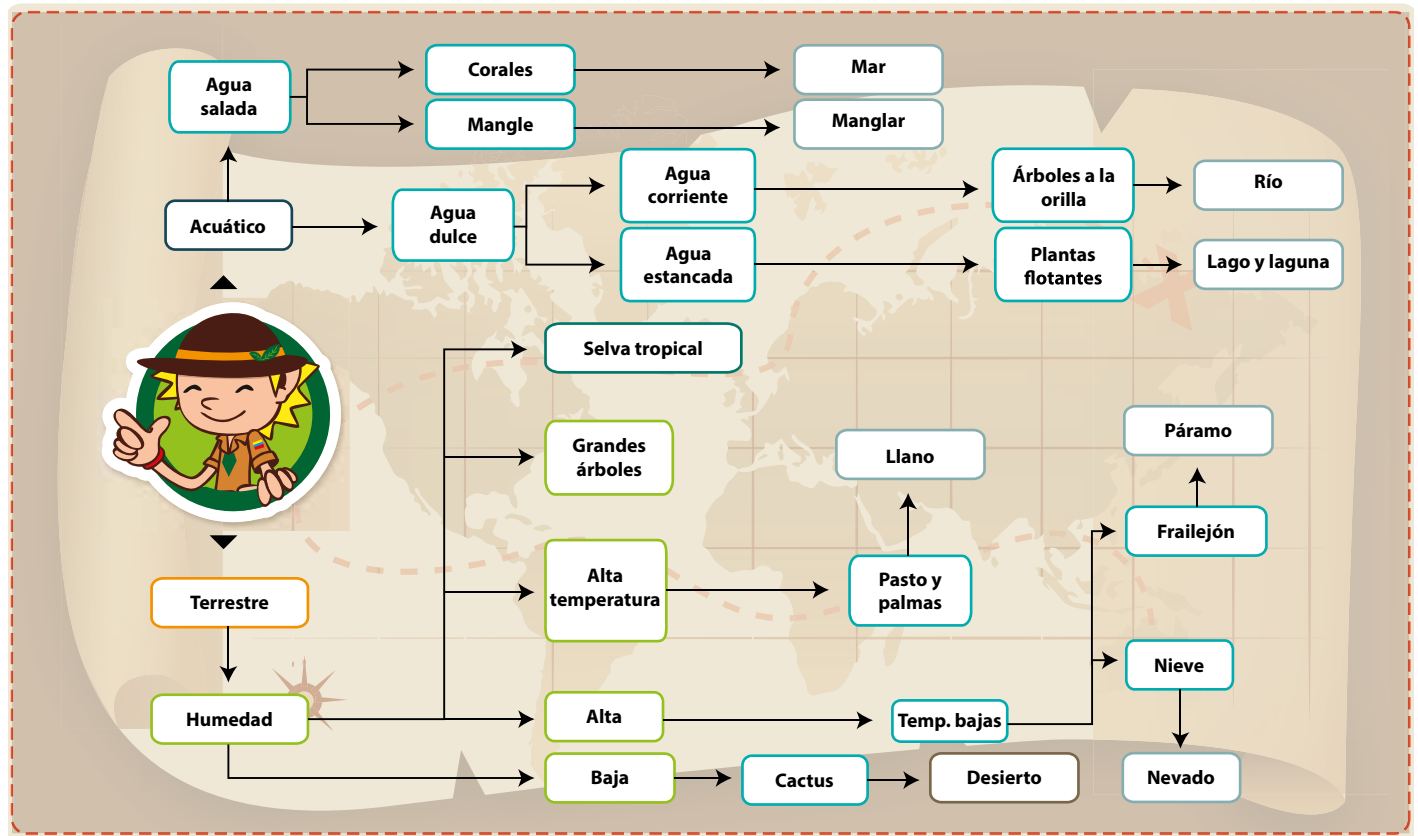 Agua
salada
Corales
Mar
Mangle
Manglar
Acuático
Agua
dulce
Agua
corriente
Árboles a la
orilla
Río
Agua
estancada
Plantas
flotantes
Lago y laguna
Selva tropical
Grandes
árboles
Alta
temperatura
Pasto y
palmas
Llano
Páramo
Frailejón
Terrestre
Humedad
Alta
Temp. bajas
Nieve
Nevado
Baja
Cactus
Desierto